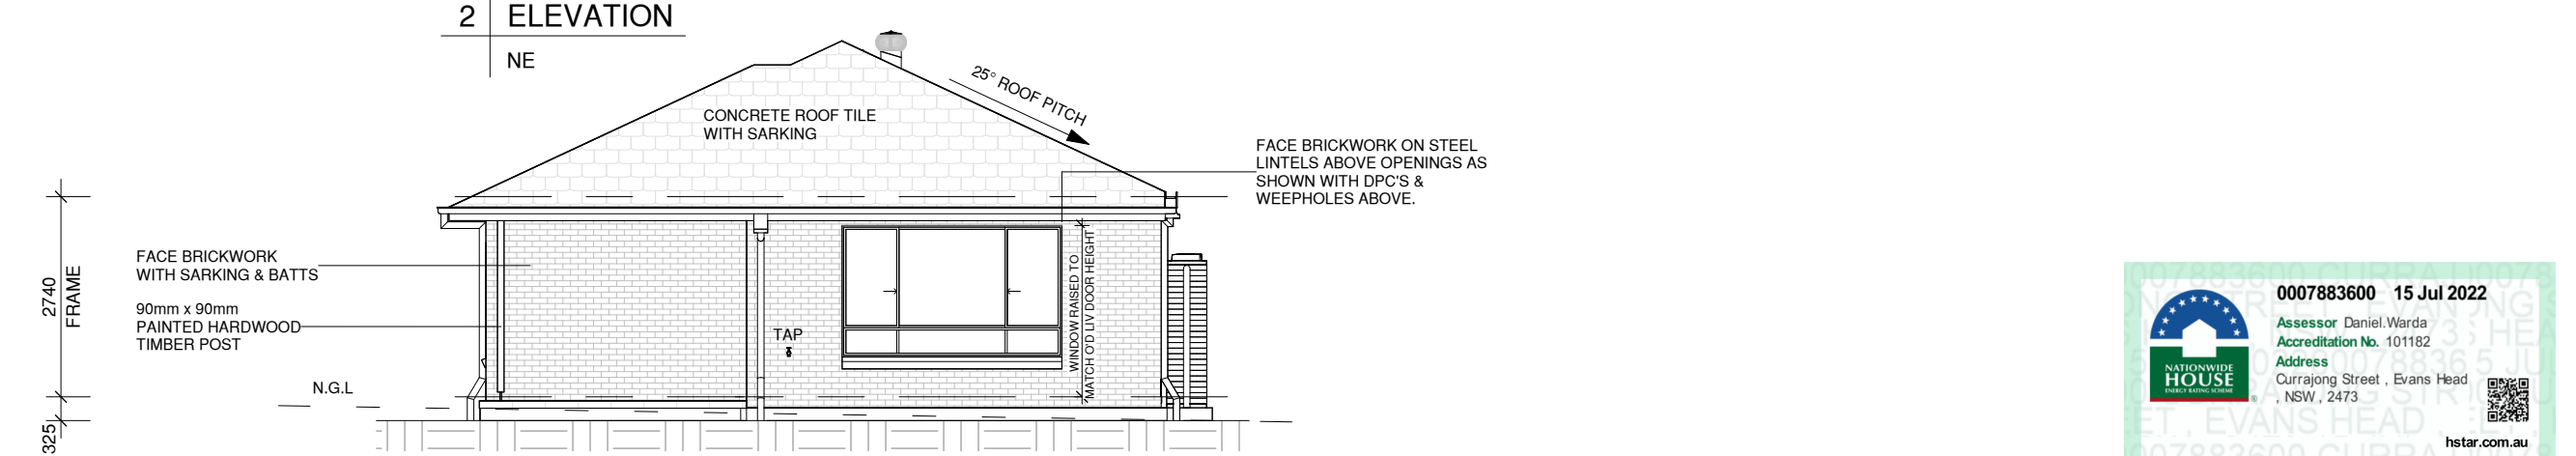 2 ELEVATION
NE
25° ROOF PITCH
CONCRETE ROOF TILE
WITH SARKING
FACE BRICKWORK ON STEEL
LINTELS ABOVE OPENINGS AS
SHOWN WITH DPC'S &
WEEPHOLES ABOVE.
2740
FRAME
325
FACE BRICKWORK
WITH SARKING & BATTS
90mm x 90mm
PAINTED HARDWOOD
TIMBER POST
N.G.L
TAP
WINDOW RAISED TO
MATCH O'D LIV DOOR HEIGHT
NATIONWIDE
HOUSE
ENERGY RATING SCHEME
0007883600 15 Jul 2022
Assessor Daniel.Warda
Accreditation No. 101182
Address
Currajong Street , Evans Head
, NSW , 2473
hstar.com.au